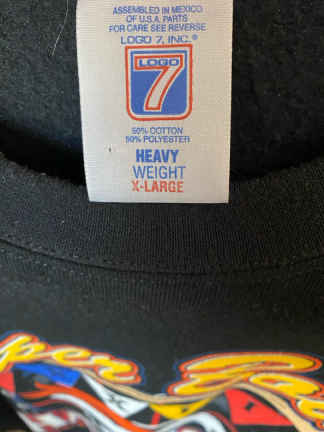 ASSEMBLED IN MEXICO
OF U.S.A. PARTS
FOR CARE SEE REVERSE
LOGO 7, INC.®
LOGO
7
50% COTTON
50% POLYESTER
HEAVY
WEIGHT
X-LARGE